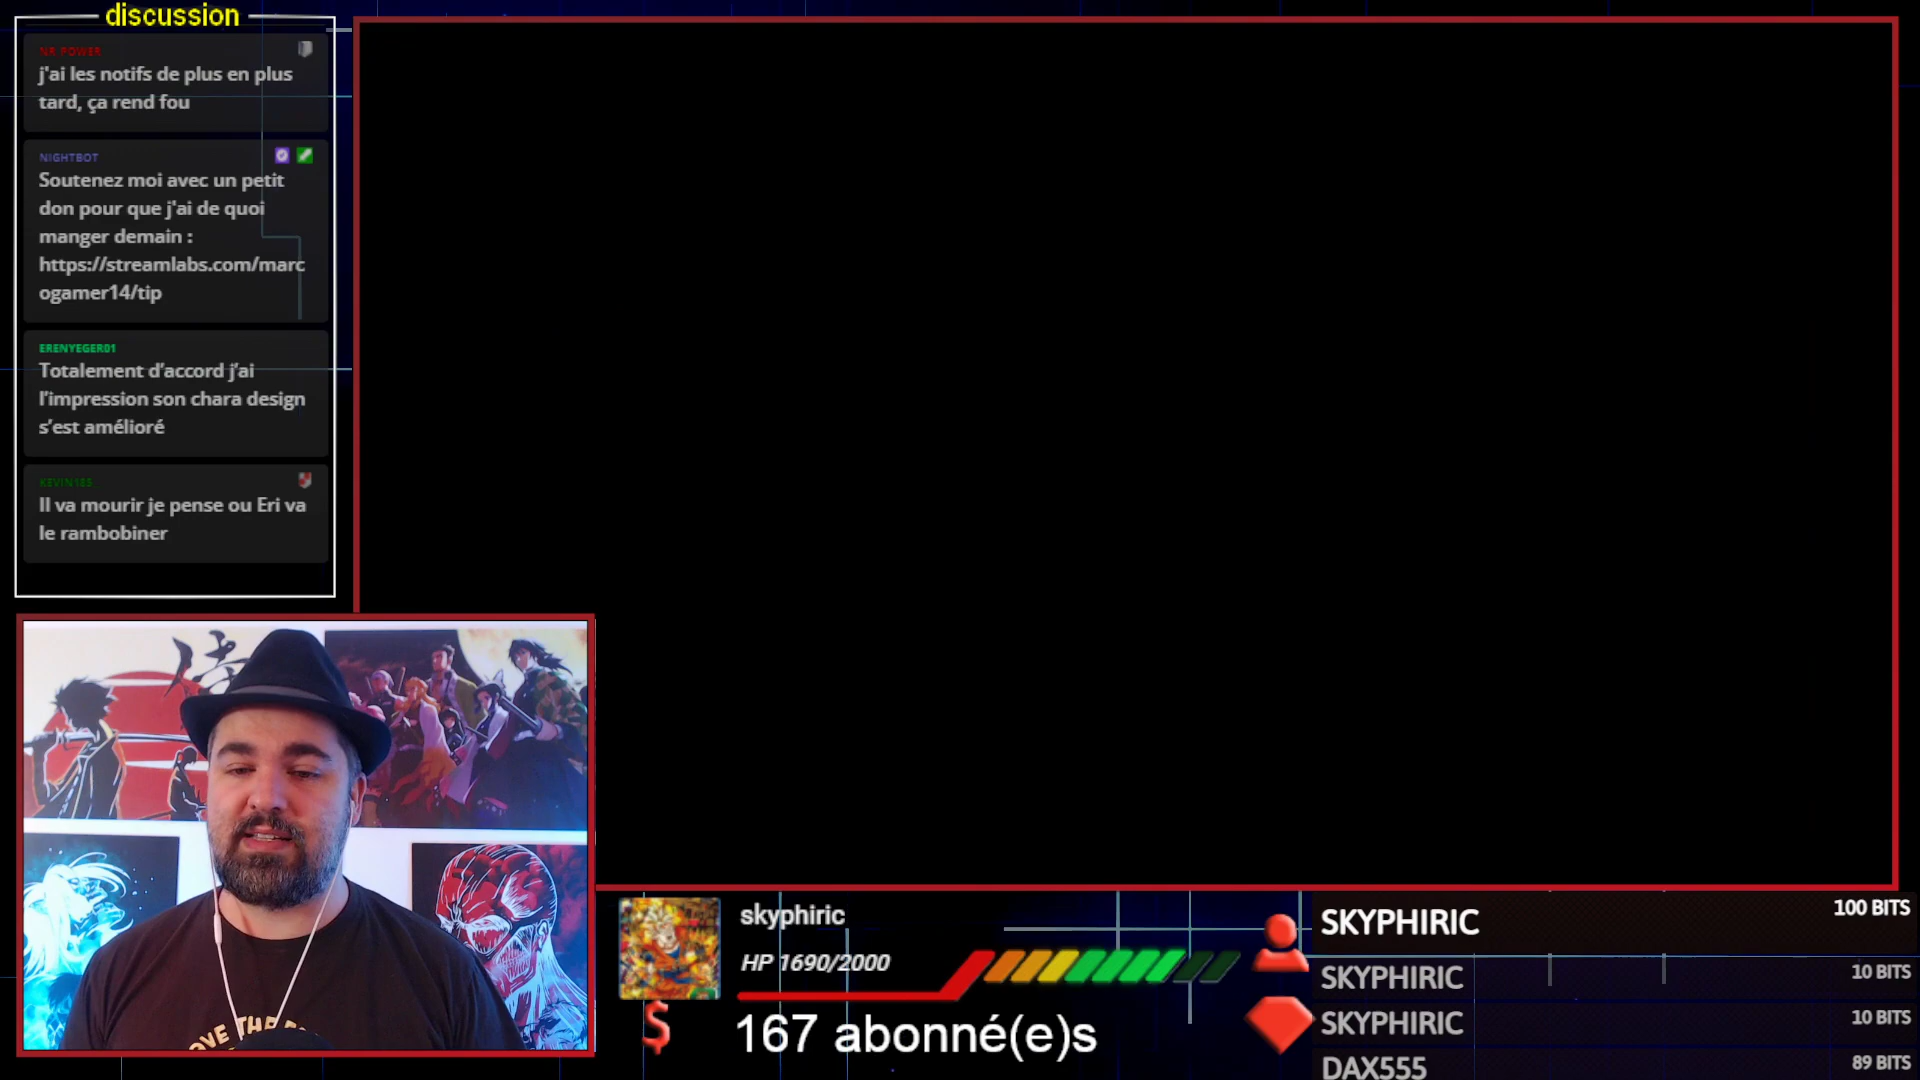 discussion
NR POWER
j'ai les notifs de plus en plus
tard, ça rend fou
NIGHTBOT
Soutenez moi avec un petit
don pour que j'ai de quoi
manger demain :
https://streamlabs.com/marc
ogamer14/tip
ERENYEGER01
Totalement d’accord j’ai
l’impression son chara design
s’est amélioré
KEVIN185
Il va mourir je pense ou Eri va
le rambobiner
skyphiric
HP 1690/2000
167 abonné(e)s
SKYPHIRIC 100 BITS
SKYPHIRIC 10 BITS
SKYPHIRIC 10 BITS
DAX555 89 BITS